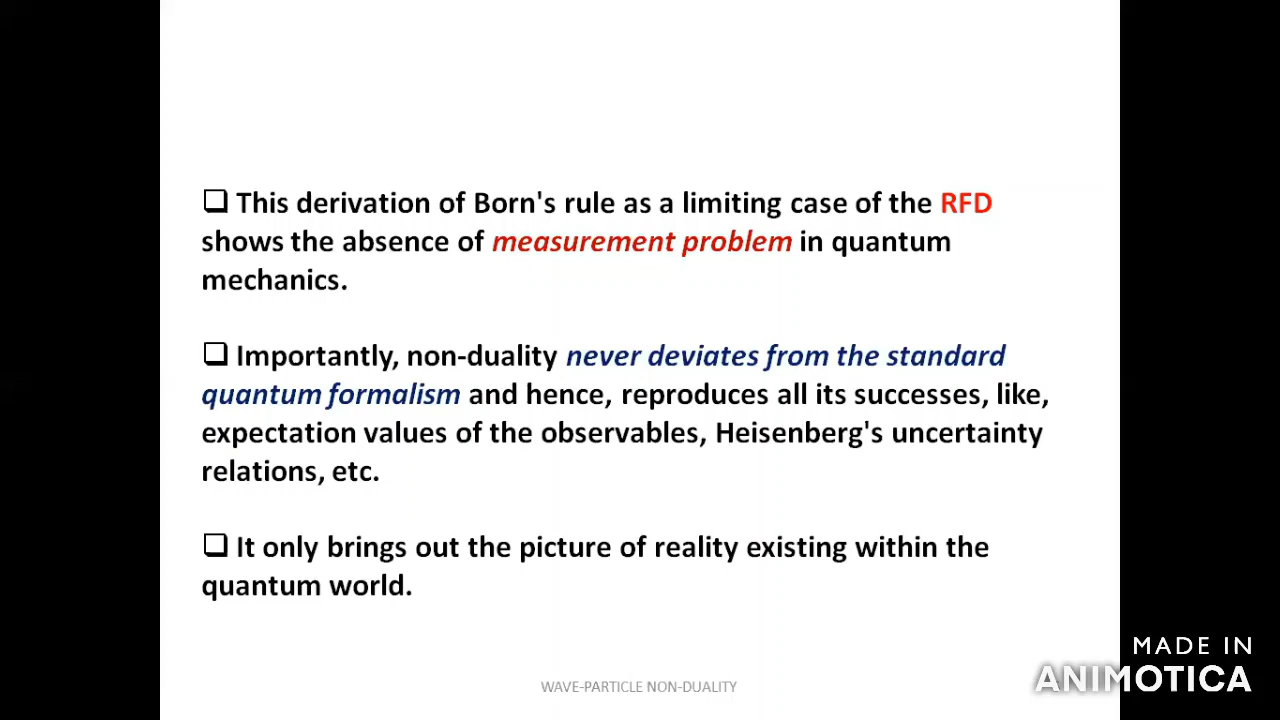 ❑ This derivation of Born's rule as a limiting case of the RFD
shows the absence of measurement problem in quantum
mechanics.
❑ Importantly, non-duality never deviates from the standard
quantum formalism and hence, reproduces all its successes, like,
expectation values of the observables, Heisenberg's uncertainty
relations, etc.
❑ It only brings out the picture of reality existing within the
quantum world.
WAVE-PARTICLE NON-DUALITY
MADE IN
ANIMOTICA